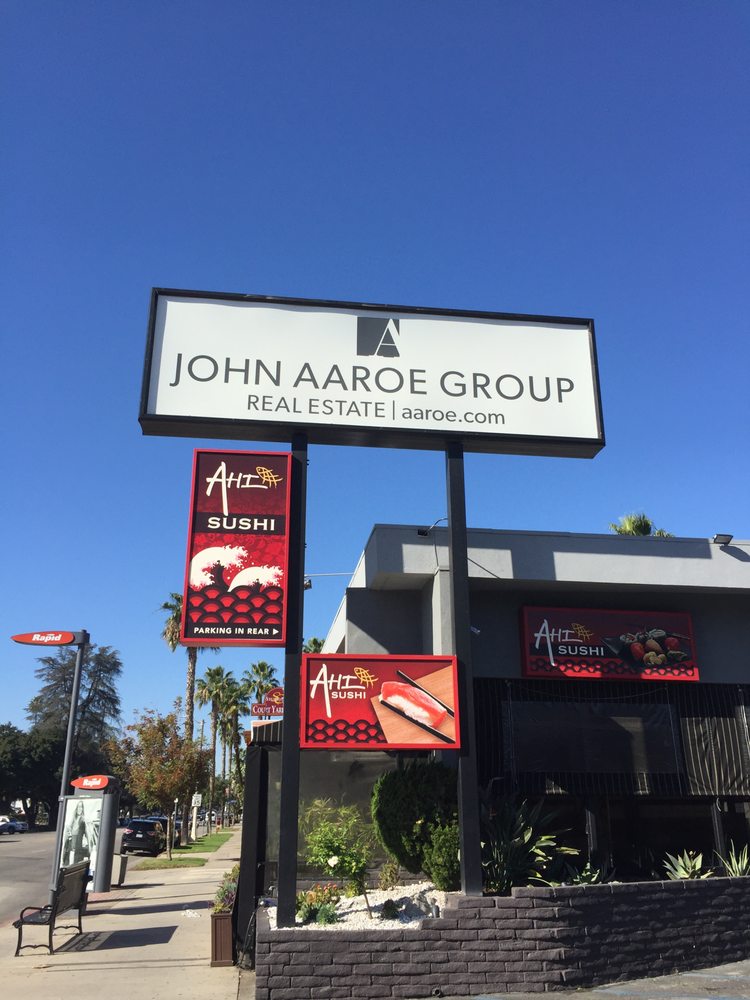 A
JOHN AAROE GROUP
REAL ESTATE | aaroe.com
AHI
SUSHI
PARKING IN REAR
AHI
SUSHI
AHI
SUSHI
Rapid
Rapid